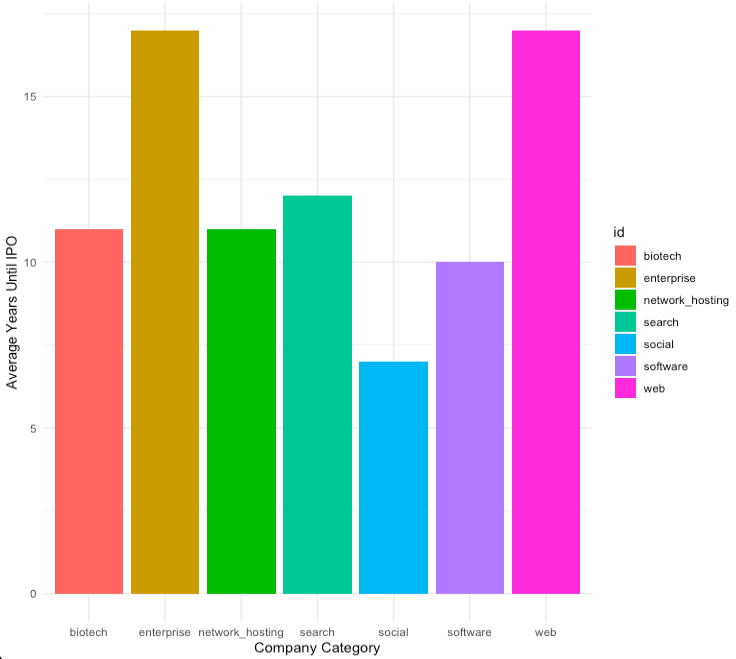 Average Years Until IPO
15
10
5
0
biotech enterprise network_hosting search social software web
Company Category
id
biotech
enterprise
network_hosting
search
social
software
web